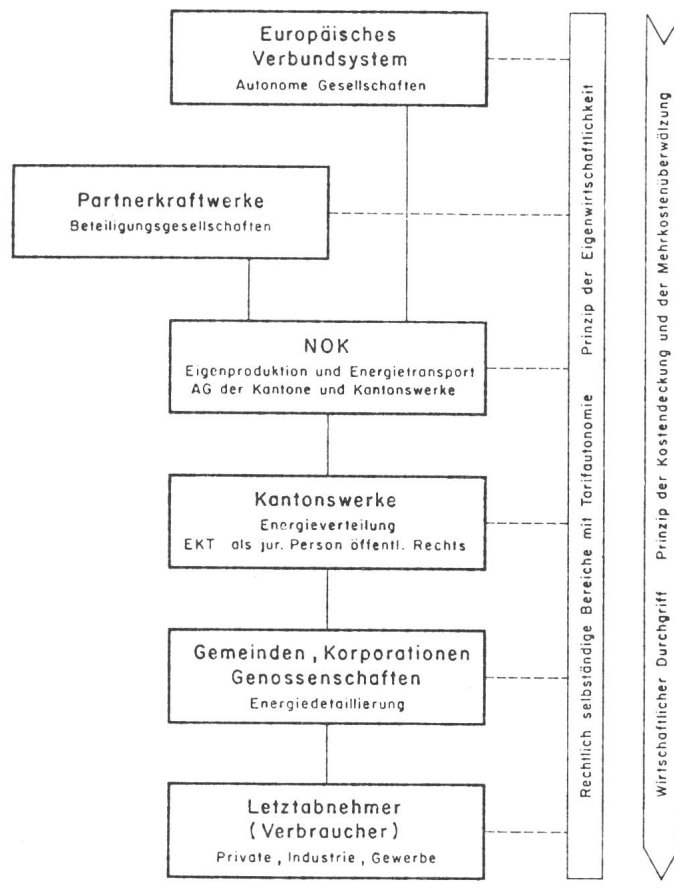 Europäisches
Verbundsystem
Autonome Gesellschaften
Partnerkraftwerke
Beteiligungsgesellschaften
NOK
Eigenproduktion und Energietransport
AG der Kantone und Kantonswerke
Kantonswerke
Energieverteilung
EKT als jur. Person öffentl. Rechts
Gemeinden, Korporationen
Genossenschaften
Energiedetaillierung
Letztabnehmer
(Verbraucher)
Private, Industrie, Gewerbe
Rechtlich selbständige Bereiche mit Tarifautonomie Prinzip der Eigenwirtschaftlichkeit
Wirtschaftlicher Durchgriff Prinzip der Kostendeckung und der Mehrkostenüberwälzung